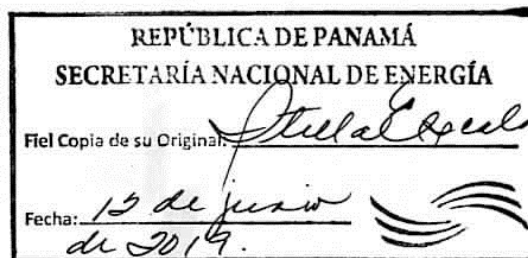 REPÚBLICA DE PANAMÁ
SECRETARÍA NACIONAL DE ENERGÍA
Fiel Copia de su Original:
Fecha: 13 de junio
de 2019.